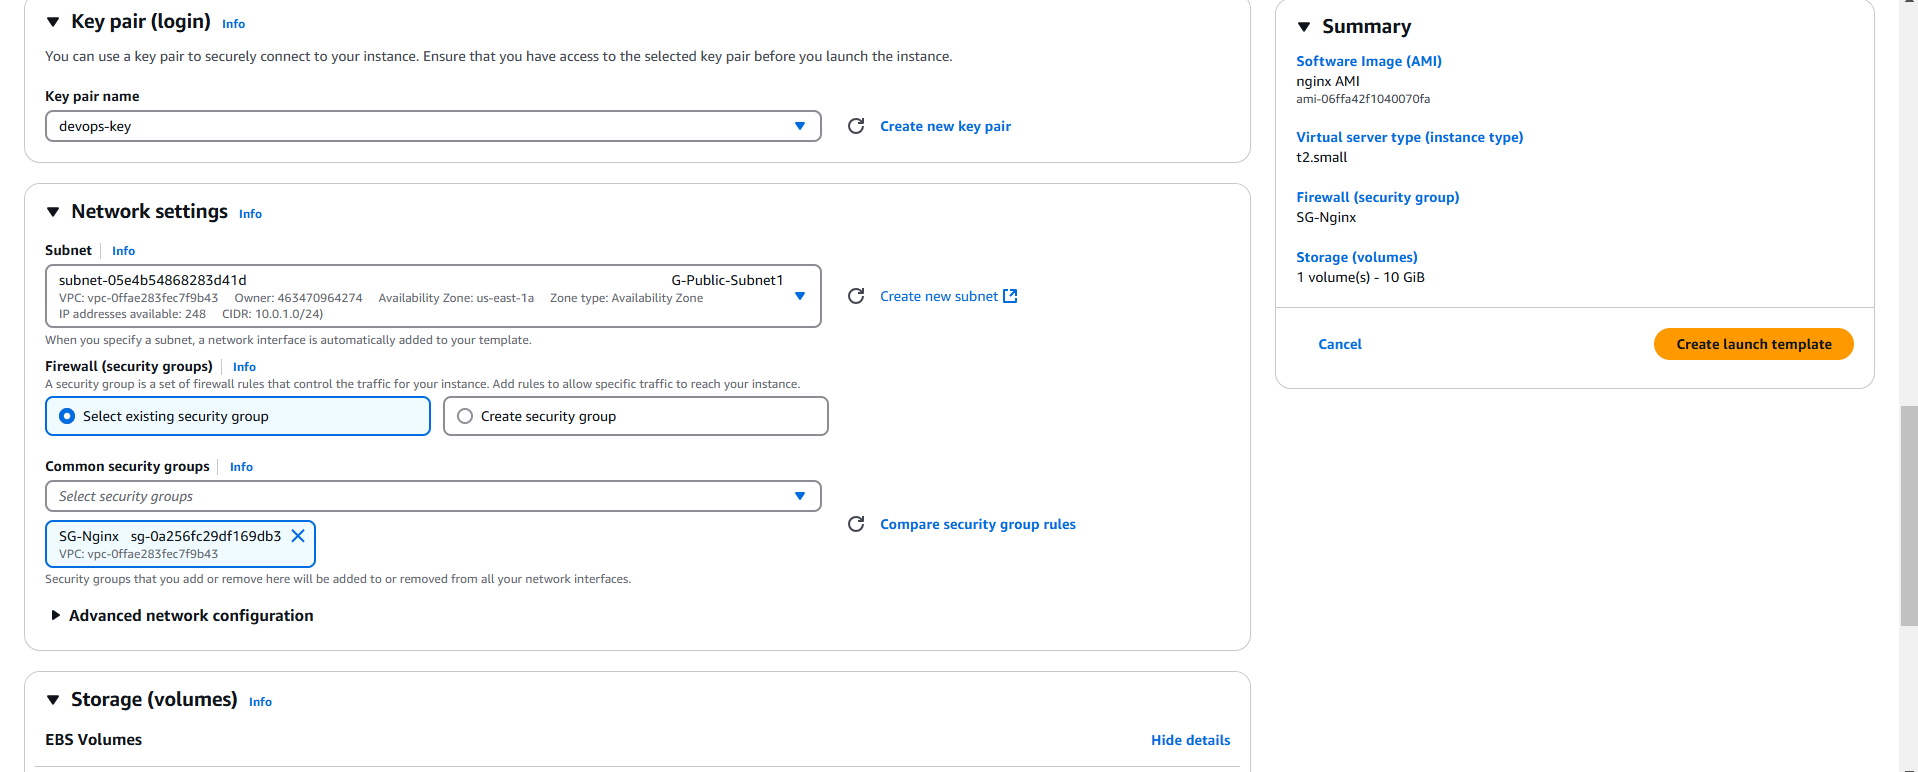 Key pair (login) Info
You can use a key pair to securely connect to your instance. Ensure that you have access to the selected key pair before you launch the instance.
Key pair name
devops-key
Create new key pair
Network settings Info
Subnet Info
subnet-05e4b54868283d41d G-Public-Subnet1
VPC: vpc-0ffae283fec7f9b43 Owner: 463470964274 Availability Zone: us-east-1a Zone type: Availability Zone
IP addresses available: 248 CIDR: 10.0.1.0/24)
Create new subnet
When you specify a subnet, a network interface is automatically added to your template.
Firewall (security groups) Info
A security group is a set of firewall rules that control the traffic for your instance. Add rules to allow specific traffic to reach your instance.
Select existing security group
Create security group
Common security groups Info
Select security groups
SG-Nginx sg-0a256fc29df169db3
VPC: vpc-0ffae283fec7f9b43
Compare security group rules
Security groups that you add or remove here will be added to or removed from all your network interfaces.
Advanced network configuration
Storage (volumes) Info
EBS Volumes
Hide details
Summary
Software Image (AMI)
nginx AMI
ami-06ffa42f1040070fa
Virtual server type (instance type)
t2.small
Firewall (security group)
SG-Nginx
Storage (volumes)
1 volume(s) - 10 GiB
Cancel
Create launch template